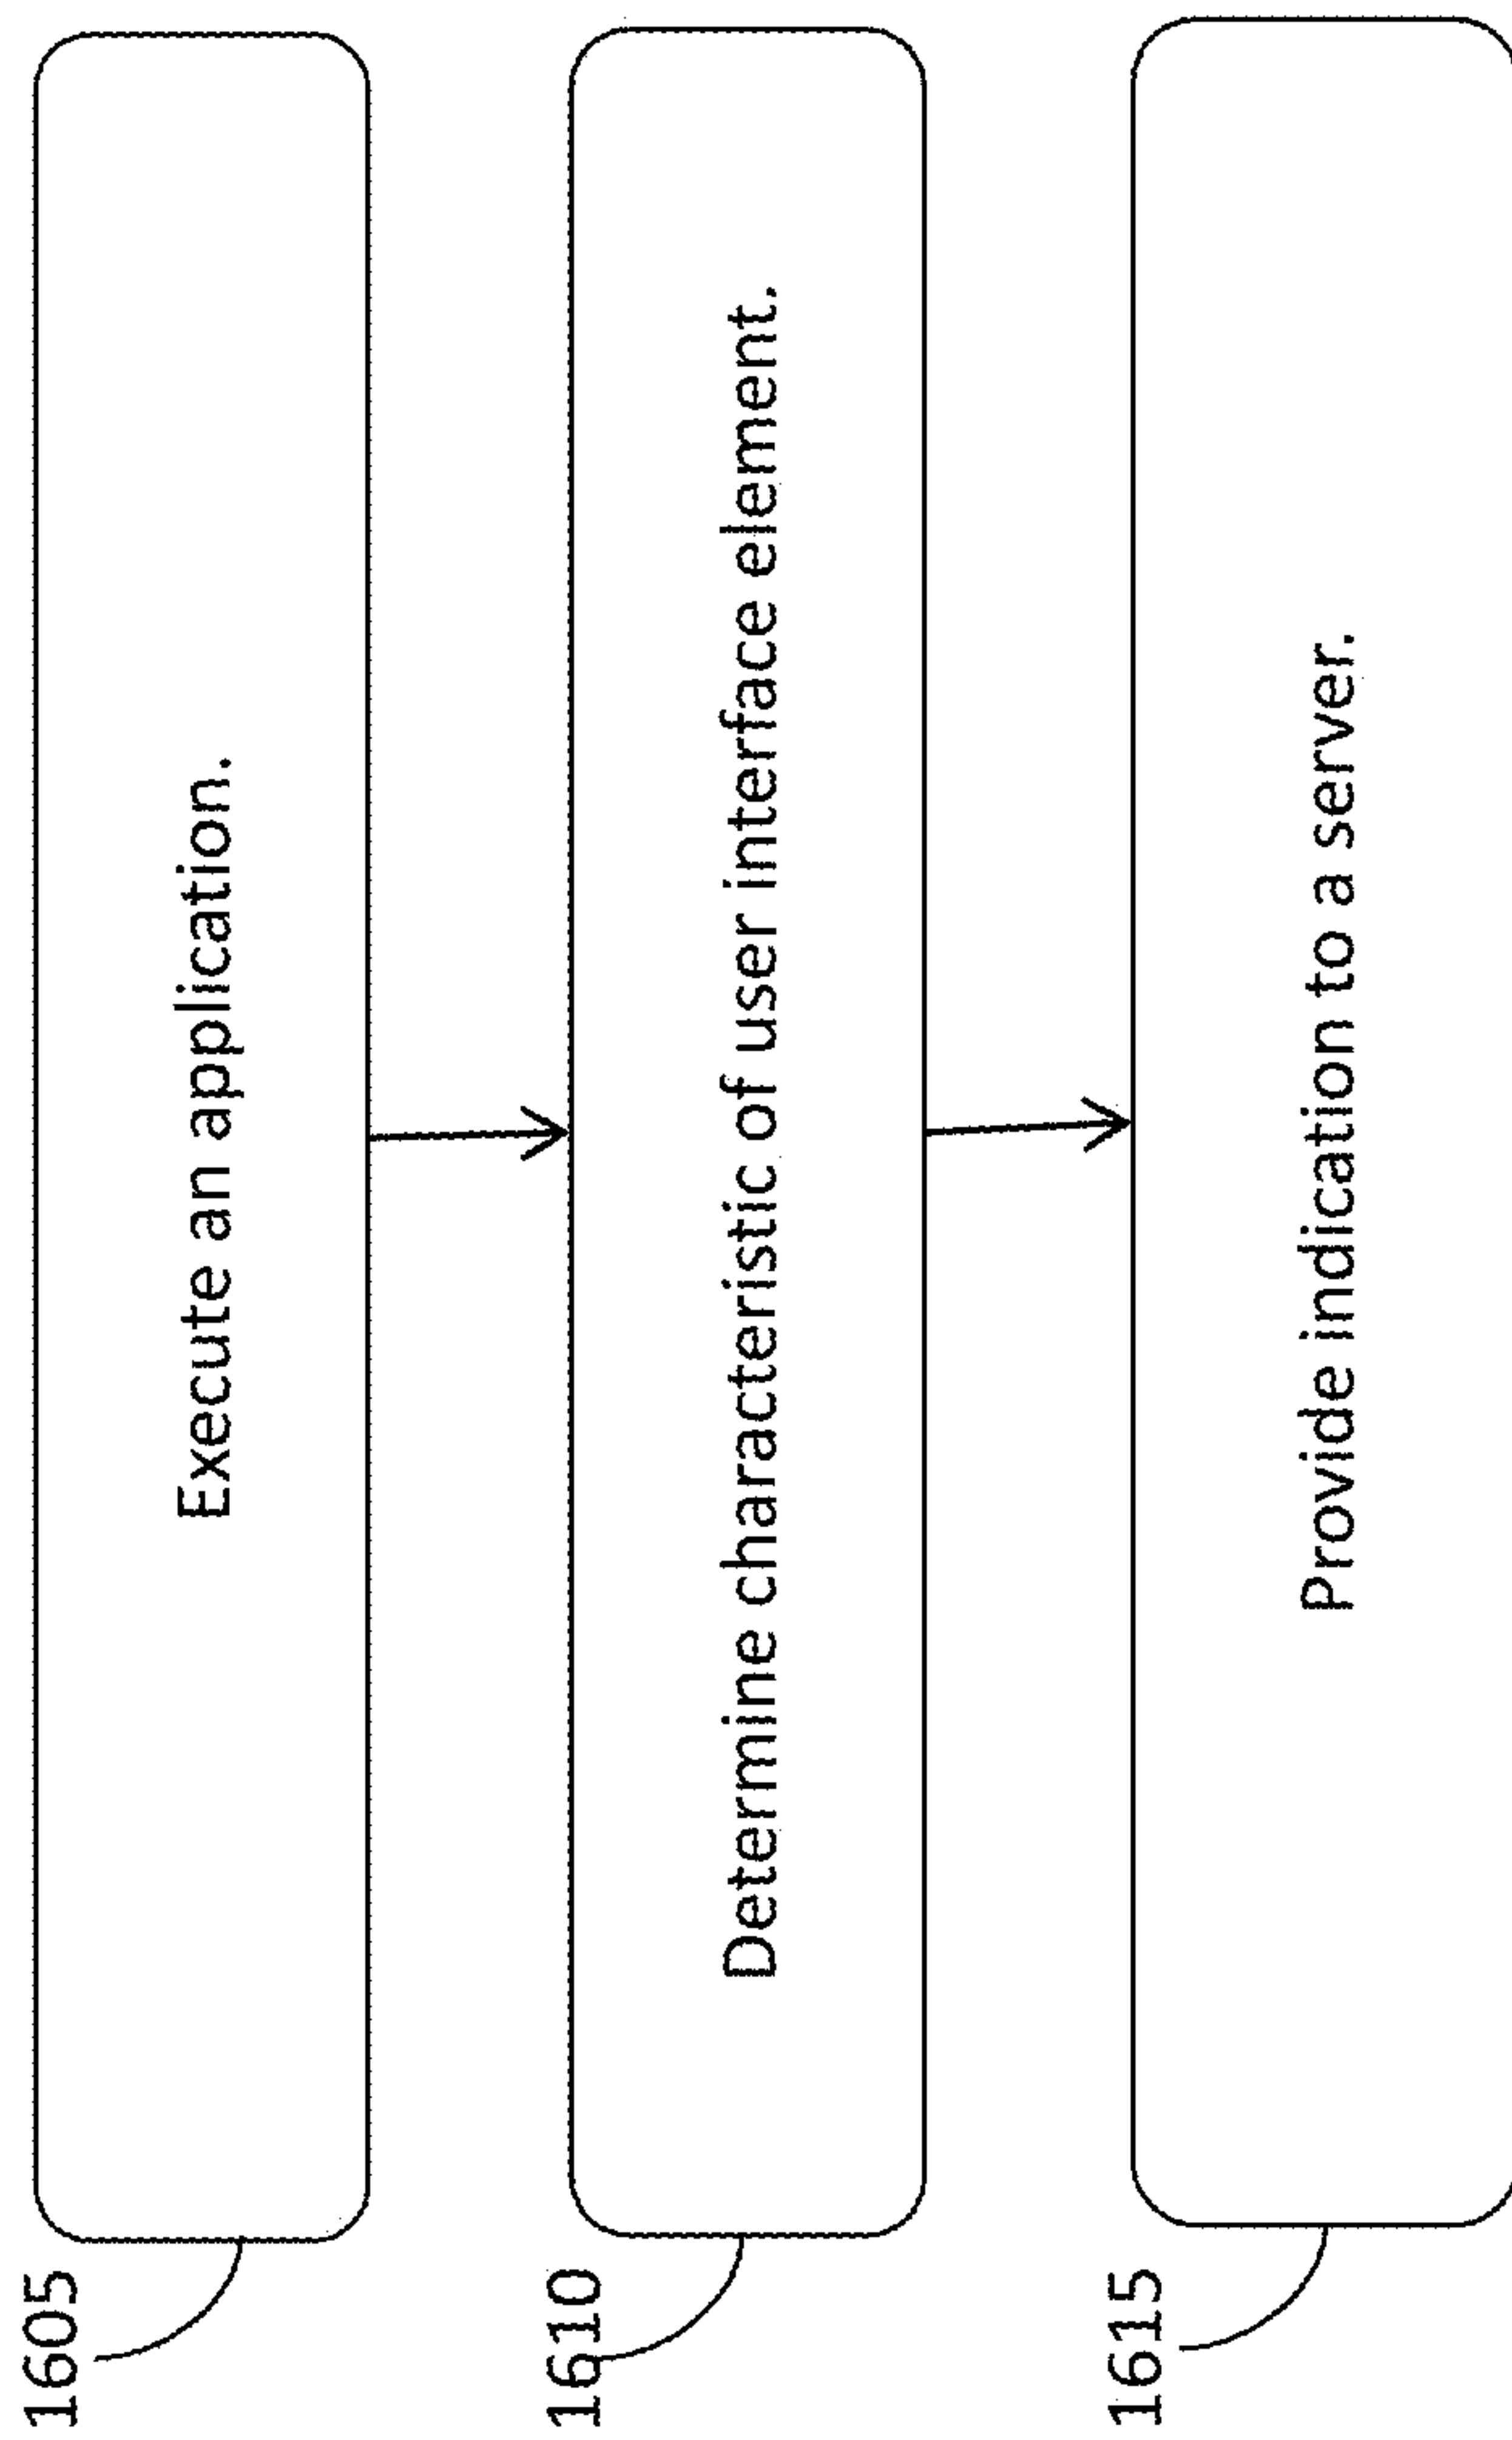 1605
Execute an application.
1610
Determine characteristic of user interface element.
1615
Provide indication to a server.